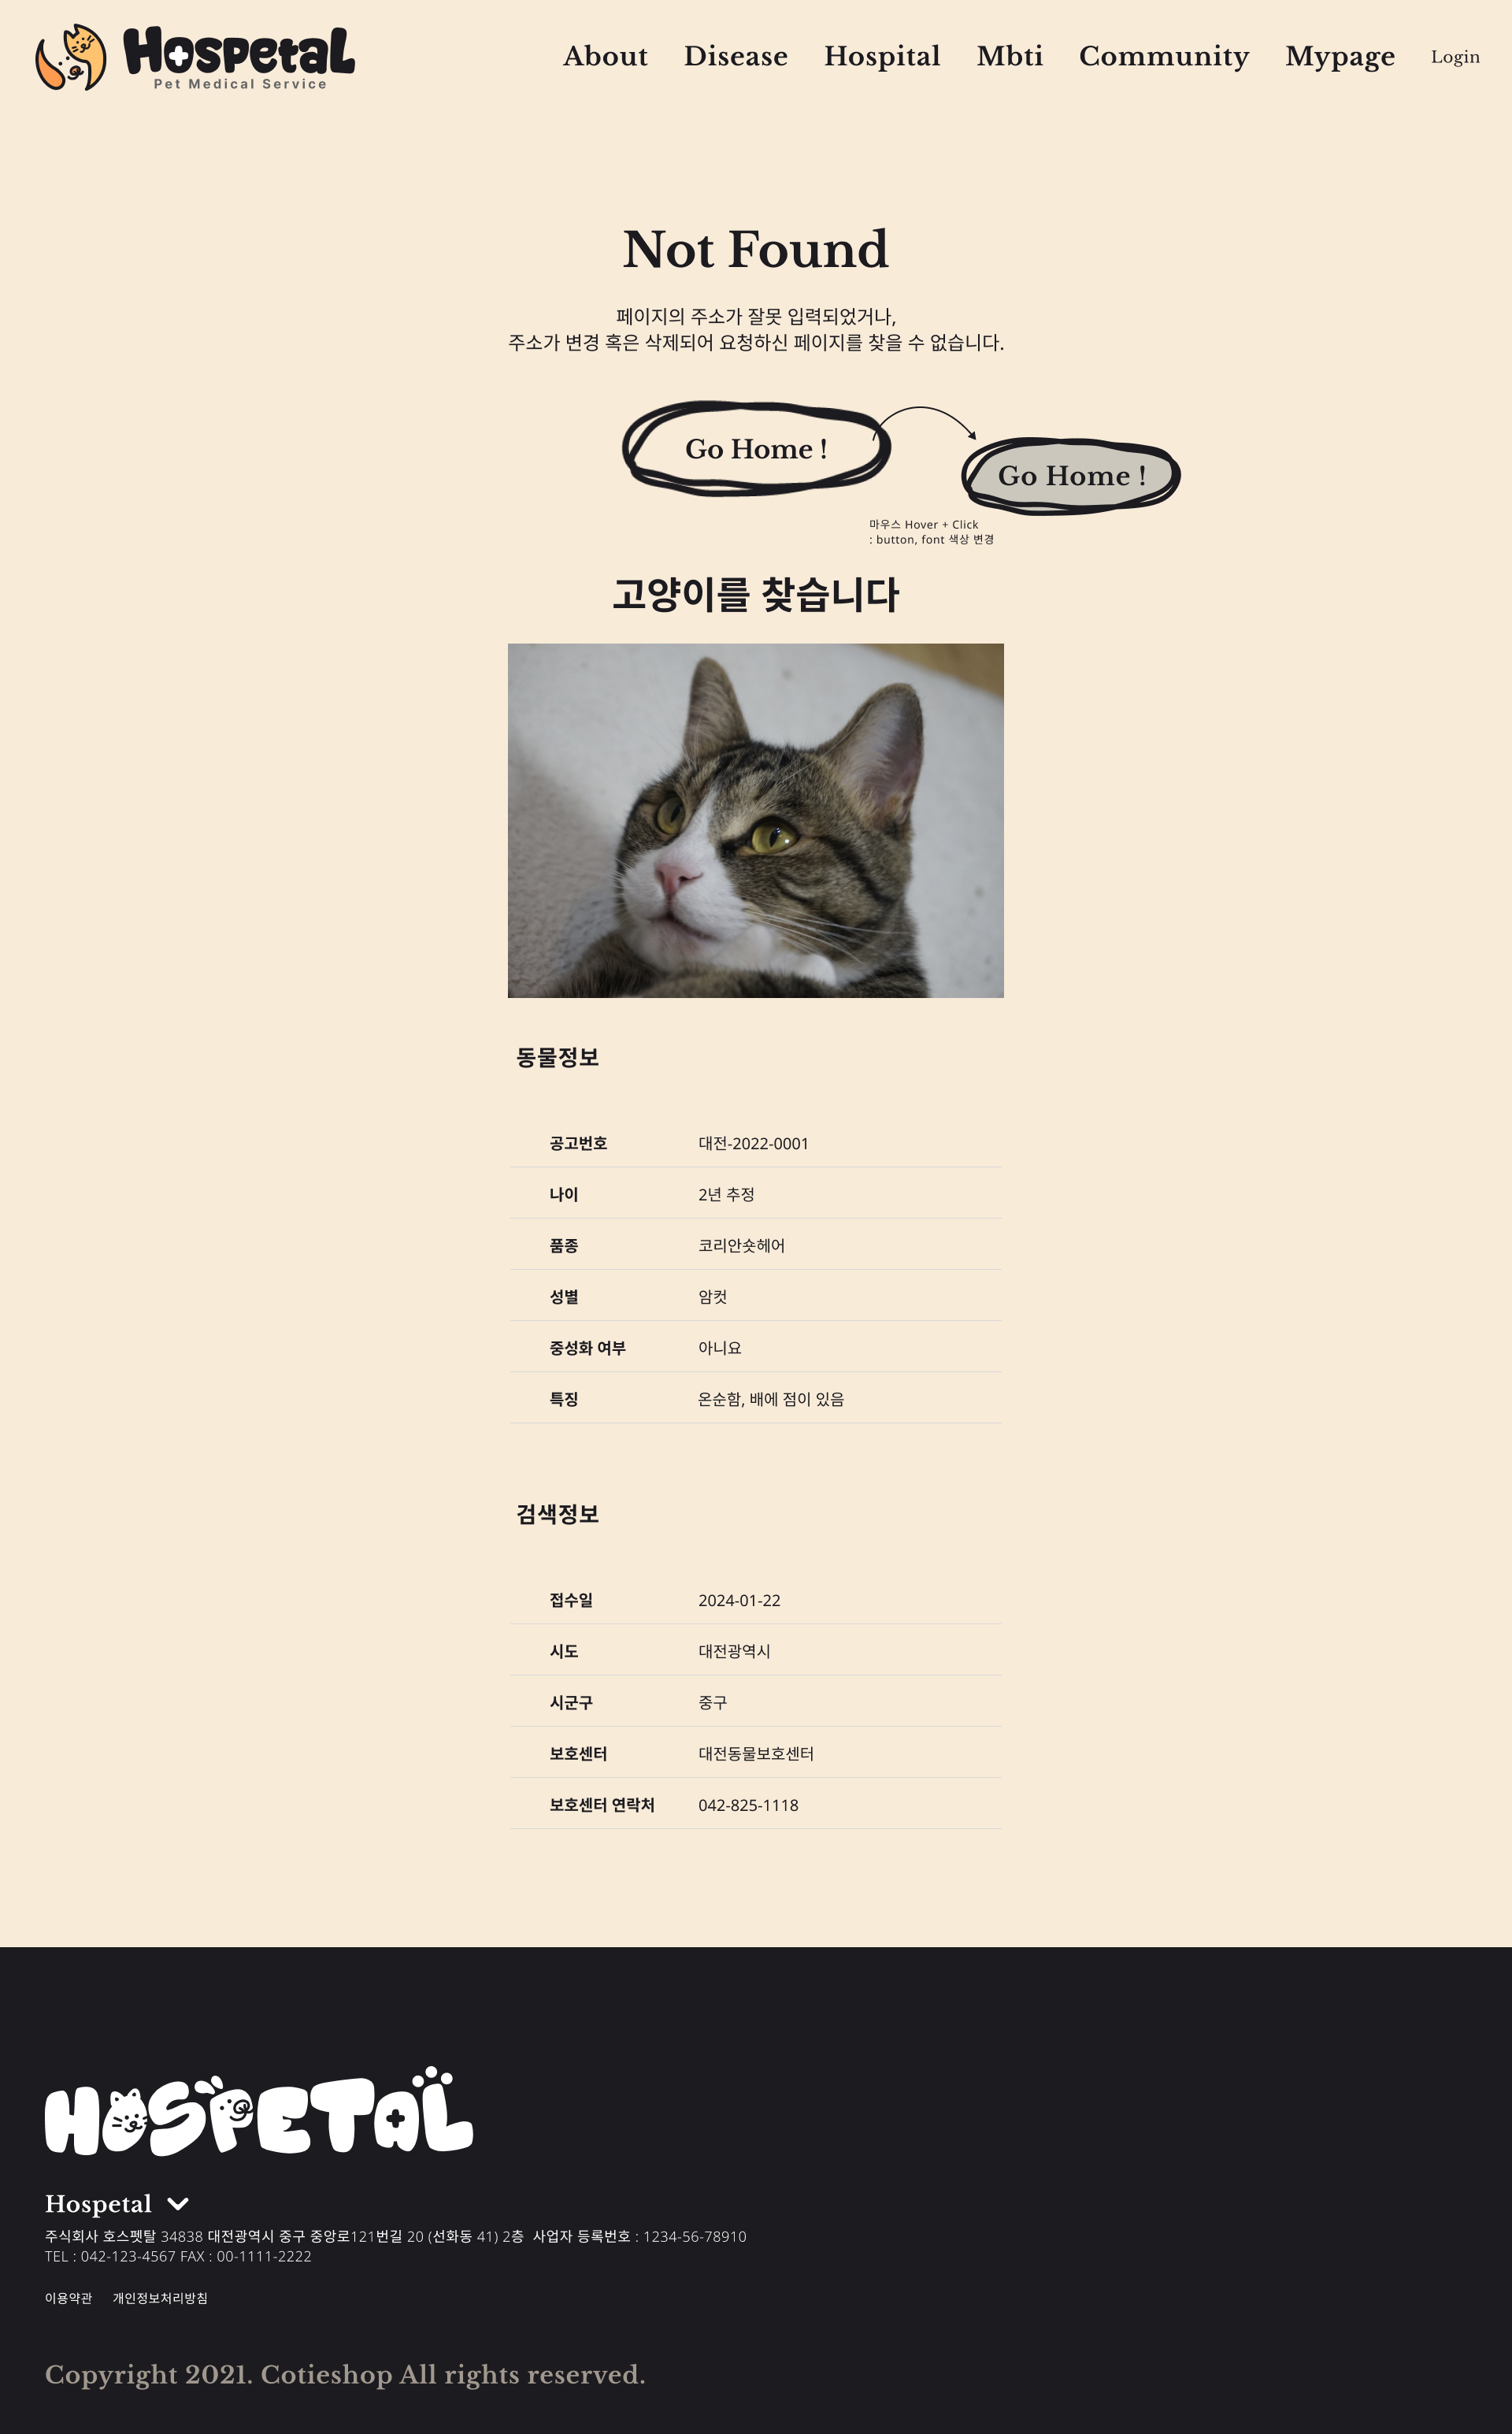 Hospetal
Pet Medical Service
About Disease Hospital Mbti Community Mypage Login
Not Found
페이지의 주소가 잘못 입력되었거나,
주소가 변경 혹은 삭제되어 요청하신 페이지를 찾을 수 없습니다.
Go Home !
Go Home !
마우스 Hover + Click
: button, font 색상 변경
고양이를 찾습니다
동물정보
공고번호 대전-2022-0001
나이 2년 추정
품종 코리안숏헤어
성별 암컷
중성화 여부 아니요
특징 온순함, 배에 점이 있음
검색정보
접수일 2024-01-22
시도 대전광역시
시군구 중구
보호센터 대전동물보호센터
보호센터 연락처 042-825-1118
HOSPETAL
Hospetal
주식회사 호스펫탈 34838 대전광역시 중구 중앙로121번길 20 (선화동 41) 2층 사업자 등록번호 : 1234-56-78910
TEL : 042-123-4567 FAX : 00-1111-2222
이용약관 개인정보처리방침
Copyright 2021. Cotieshop All rights reserved.